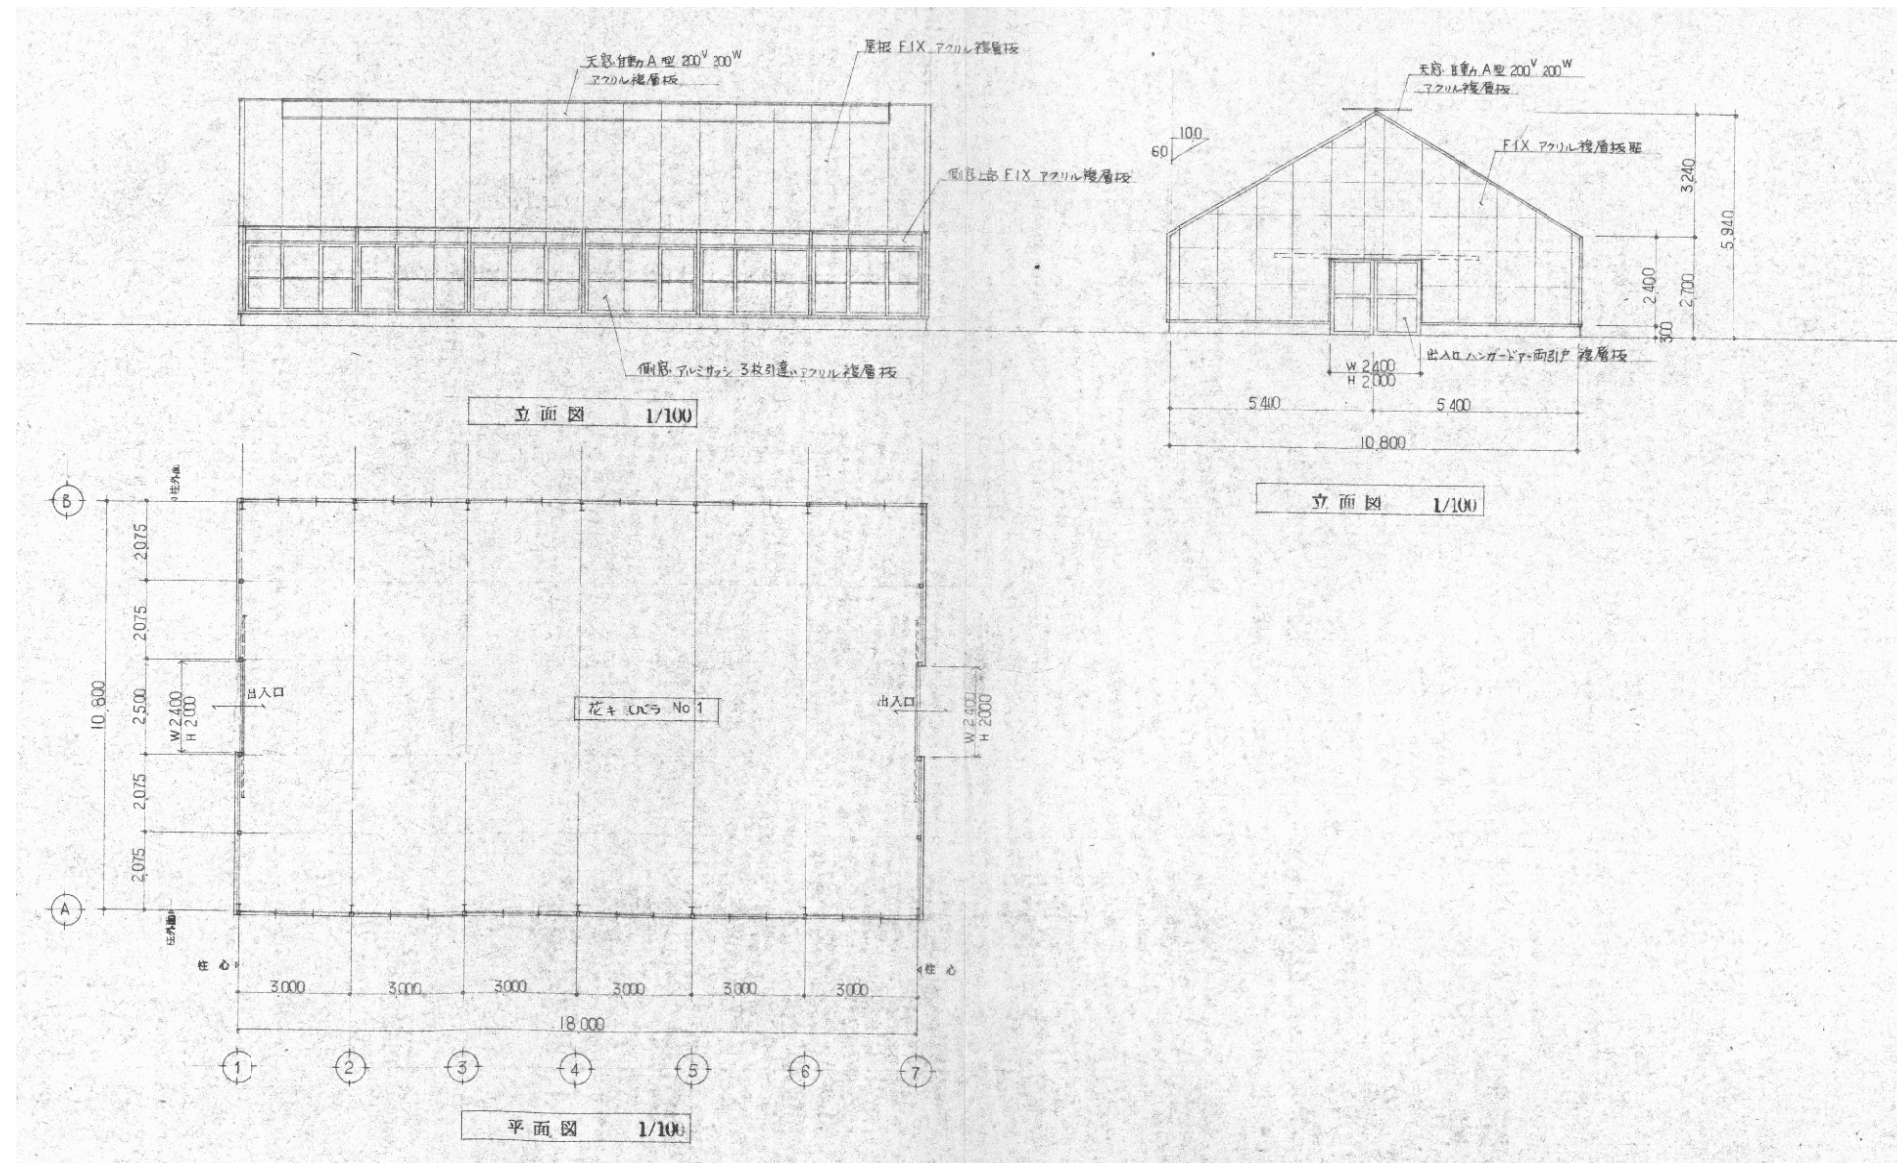 天窓 自動 A型 200V 200W
アクリル複層板
屋根 FIX アクリル複層板
側窓上部 FIX アクリル複層板
側窓 アルミサッシ 3枚引違い アクリル複層板
立面図 1/100
天窓 自動 A型 200V 200W
アクリル複層板
100
60
FIX アクリル複層板貼
3,240
5,940
2,400
2,700
300
出入口 ハンガードアー両引戸 複層板
W 2,400
H 2,000
5,400
5,400
10,800
立面図 1/100
B
柱外面
2,075
2,075
2,500
2,075
2,075
10,800
W 2,400
H 2,000
出入口
花キ No 1
出入口
W 2,400
H 2,000
A
柱外面
柱心
柱心
3,000
3,000
3,000
3,000
3,000
3,000
18,000
1
2
3
4
5
6
7
平面図 1/100